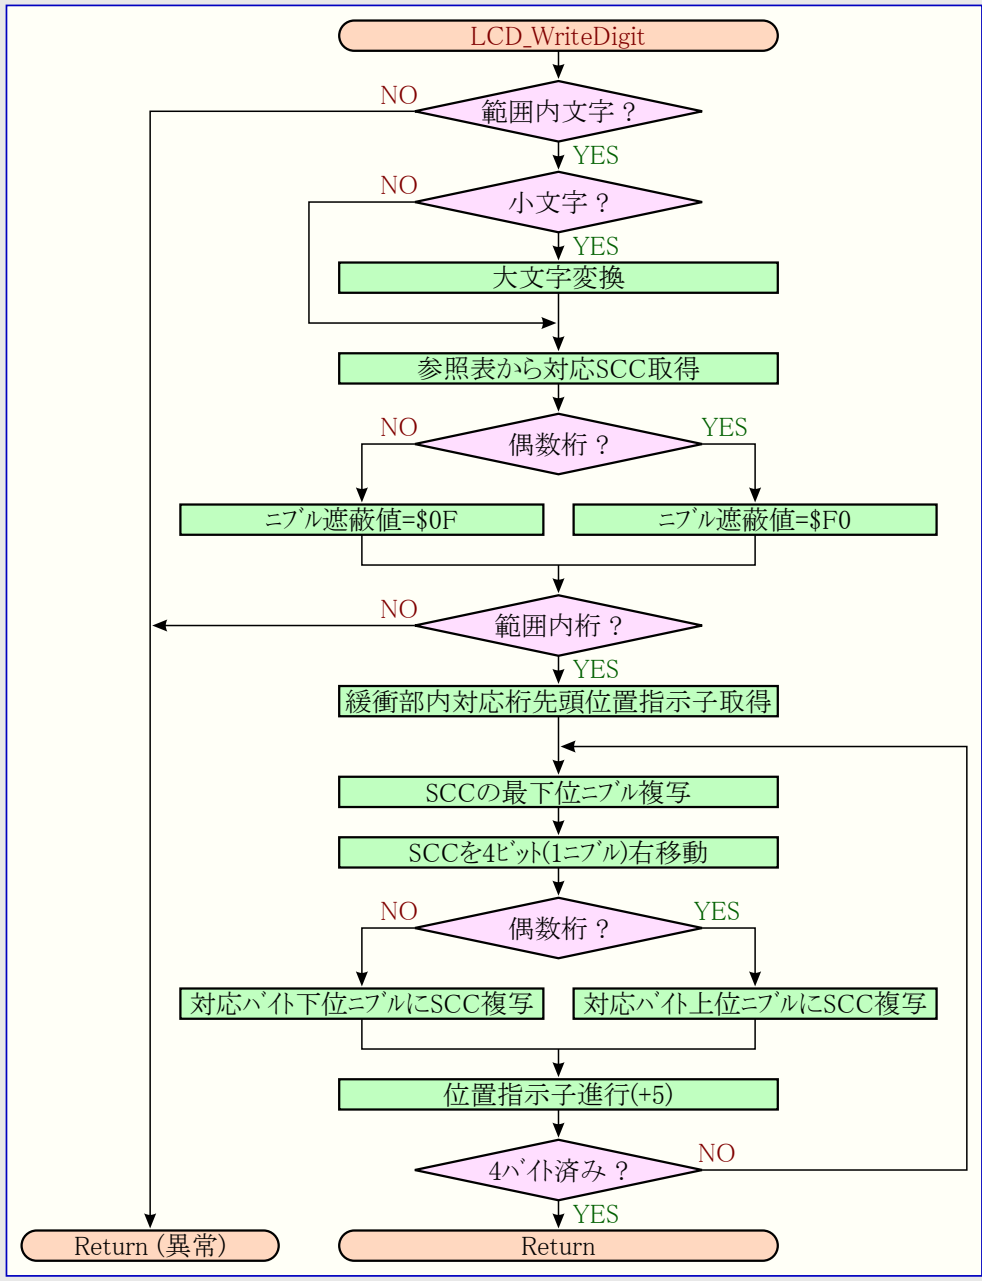 LCD_WriteDigit
NO
範囲内文字 ?
YES
NO
小文字 ?
YES
大文字変換
参照表から対応SCC取得
NO
偶数桁 ?
YES
ニブル遮蔽値=$0F
ニブル遮蔽値=$F0
NO
範囲内桁 ?
YES
緩衝部内対応桁先頭位置指示子取得
SCCの最下位ニブル複写
SCCを4ビット(1ニブル)右移動
NO
偶数桁 ?
YES
対応バイト下位ニブルにSCC複写
対応バイト上位ニブルにSCC複写
位置指示子進行(+5)
4バイト済み ?
NO
YES
Return (異常)
Return